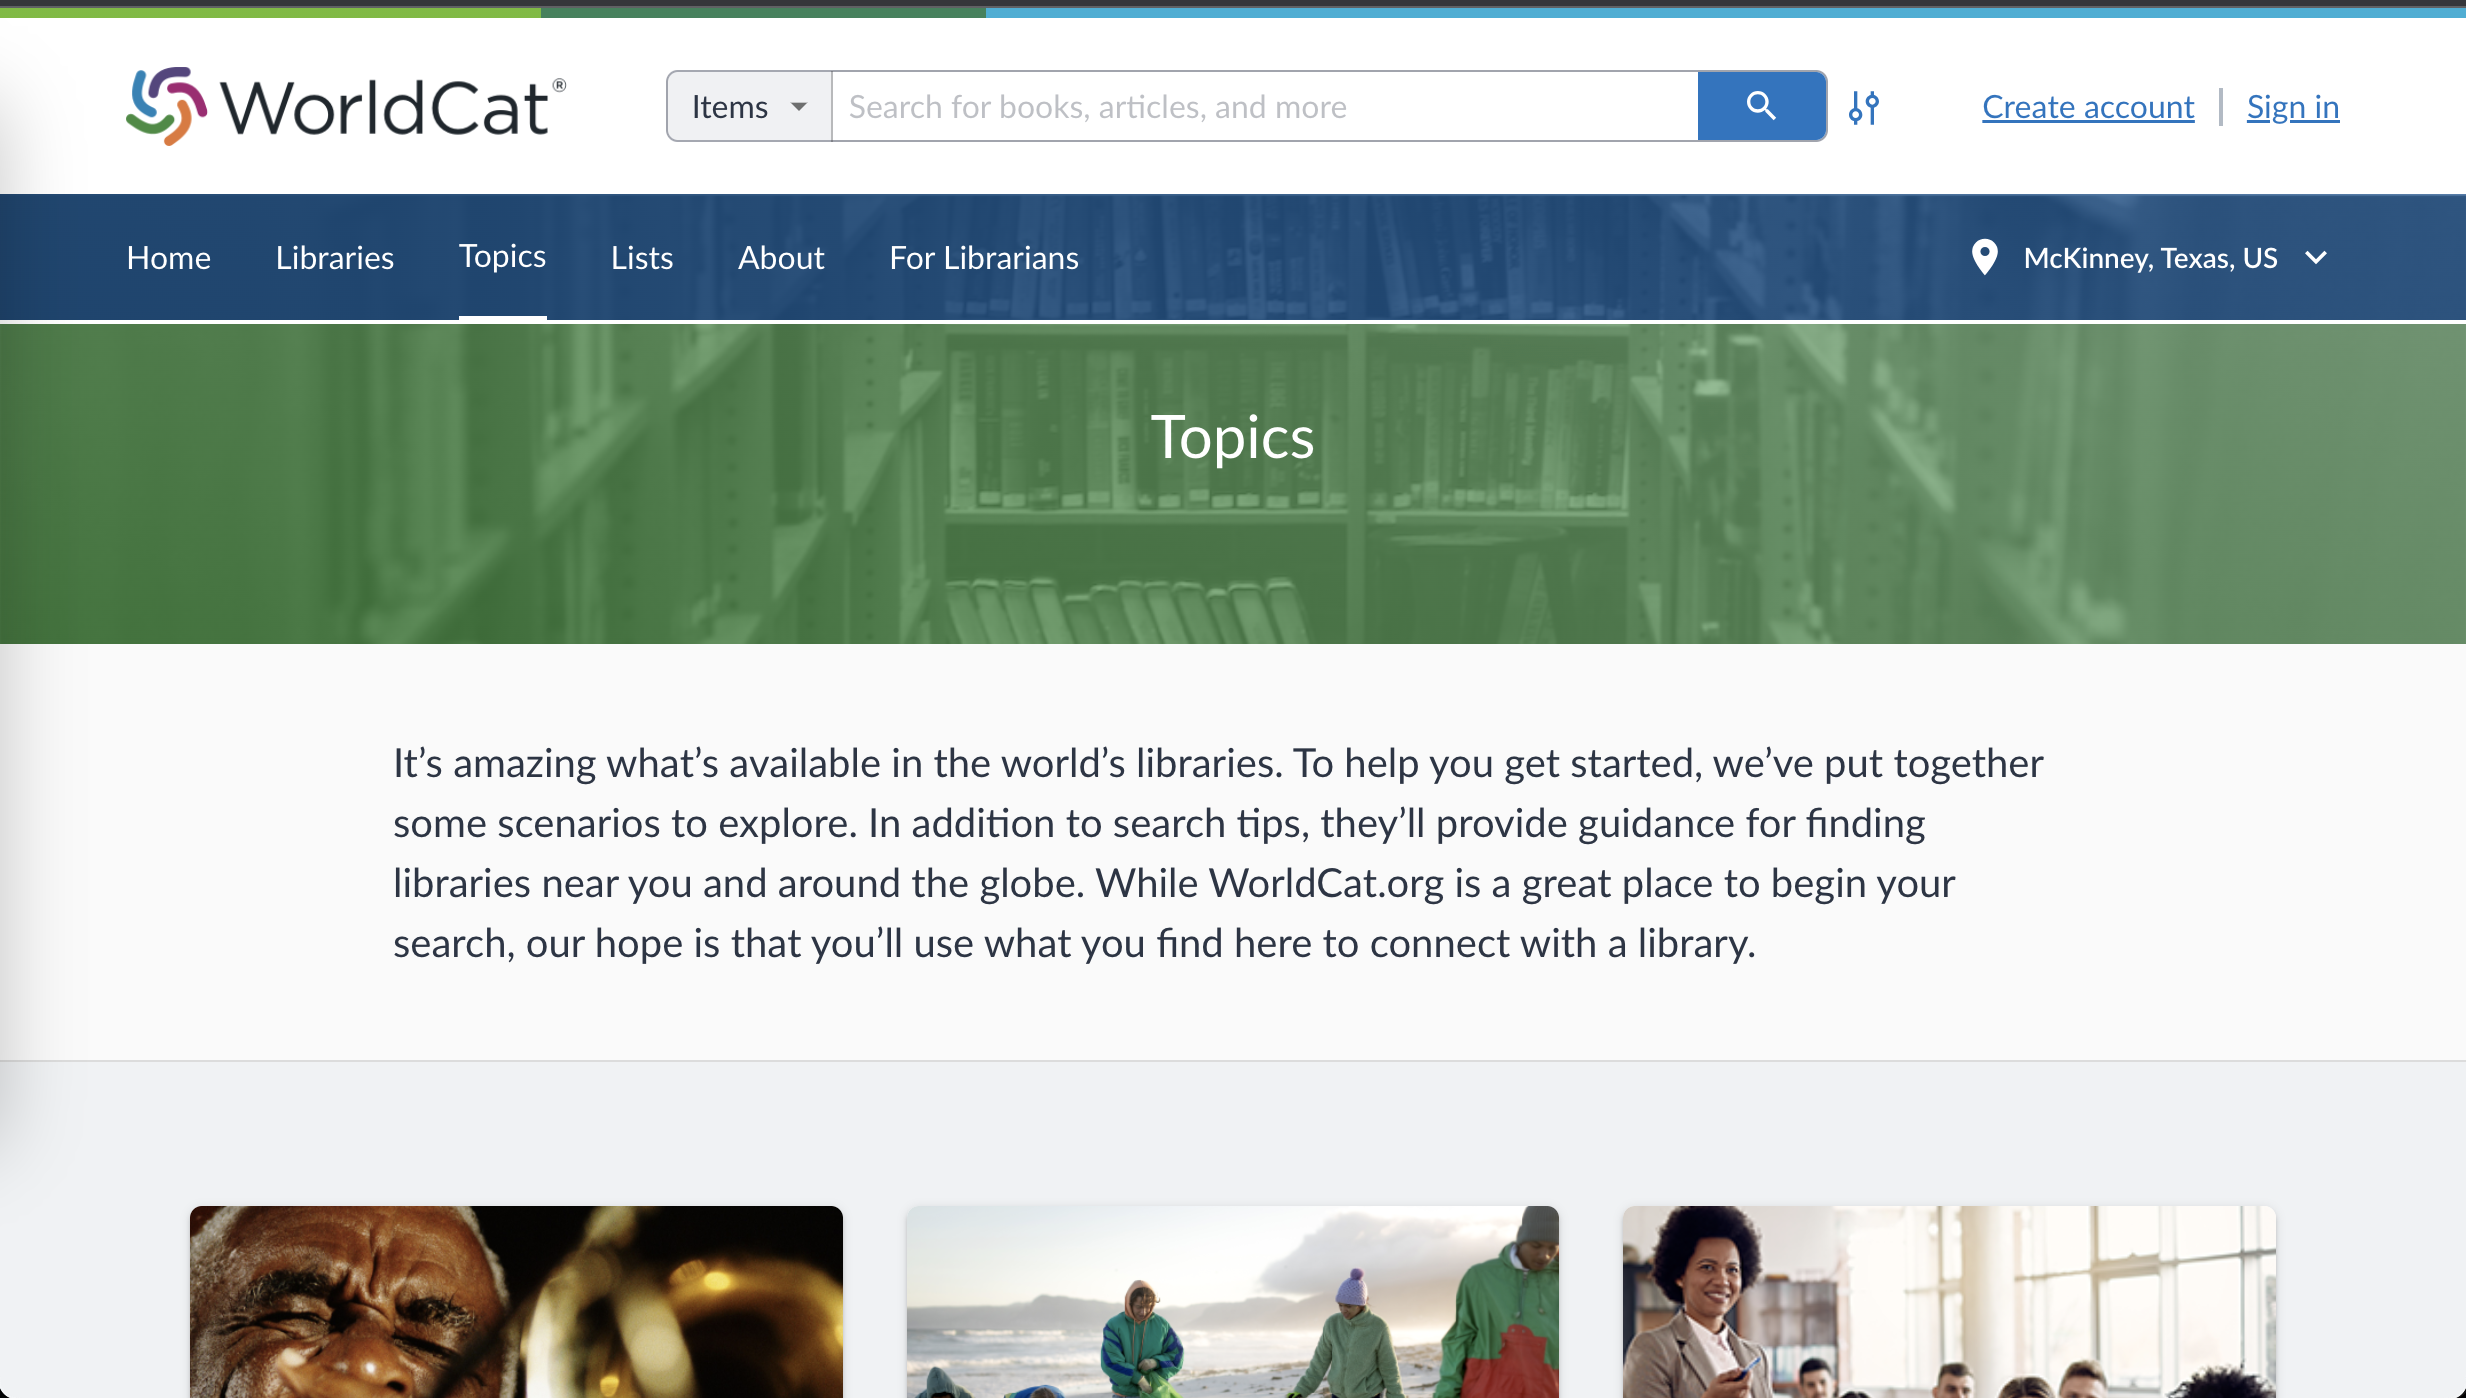 WorldCat®
Items
Search for books, articles, and more
Create account
Sign in
Home
Libraries
Topics
Lists
About
For Librarians
McKinney, Texas, US
Topics
It’s amazing what’s available in the world’s libraries. To help you get started, we’ve put together
some scenarios to explore. In addition to search tips, they’ll provide guidance for finding
libraries near you and around the globe. While WorldCat.org is a great place to begin your
search, our hope is that you’ll use what you find here to connect with a library.